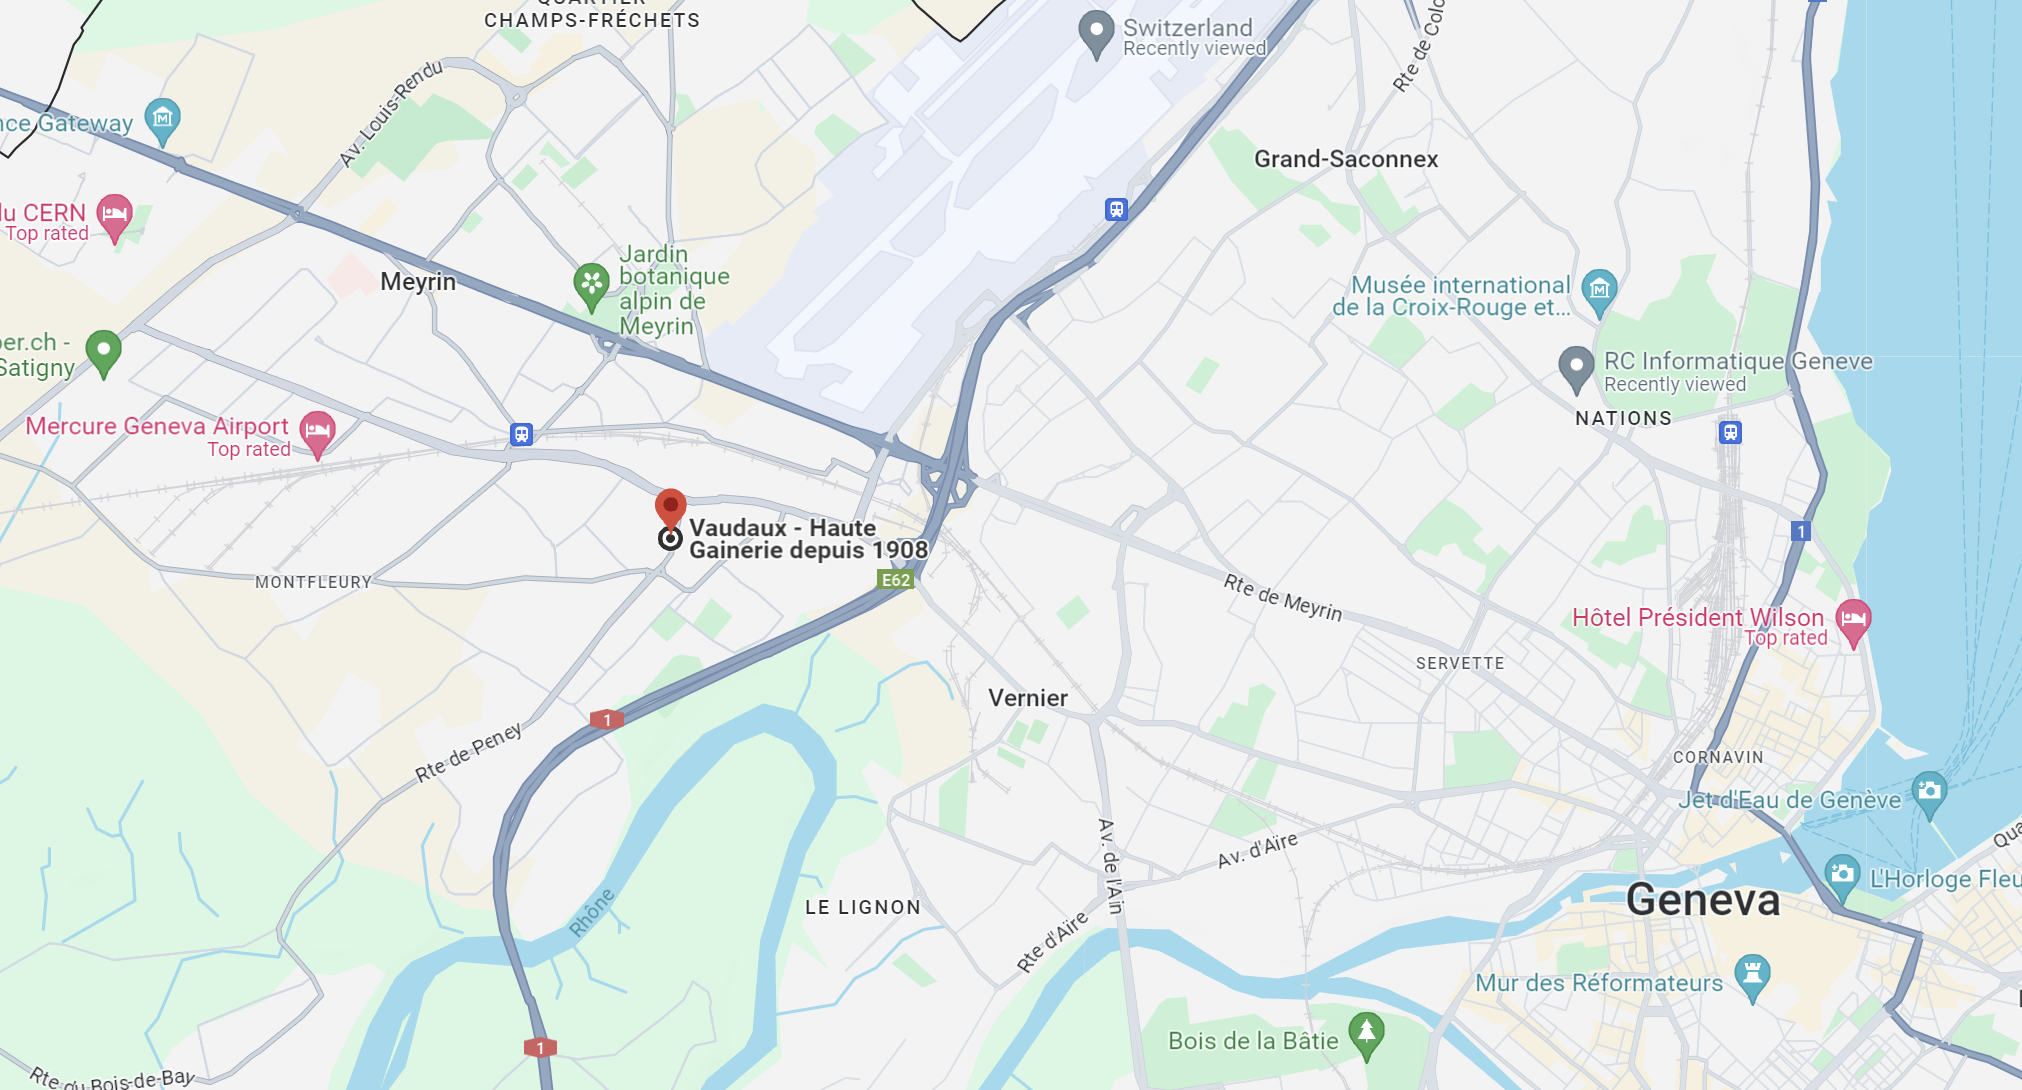 QUARTIER
CHAMPS-FRÉCHETS
Switzerland
Recently viewed
Rte de Colo
Av. Louis-Rendu
nce Gateway
Grand-Saconnex
du CERN
Top rated
Meyrin
Jardin
botanique
alpin de
Meyrin
Musée international
de la Croix-Rouge et...
per.ch -
Satigny
RC Informatique Geneve
Recently viewed
NATIONS
Mercure Geneva Airport
Top rated
Vaudaux - Haute
Gainerie depuis 1908
1
MONTFLEURY
E62
Rte de Meyrin
Hôtel Président Wilson
Top rated
SERVETTE
Vernier
1
Rte de Peney
CORNAVIN
Jet d'Eau de Genève
Qua
Av. d'Aïre
Av. de l'Ain
L'Horloge Fleu
Geneva
Rhône
LE LIGNON
Rte d'Aïre
Mur des Réformateurs
Bois de la Bâtie
1
Rte du Bois-de-Bay